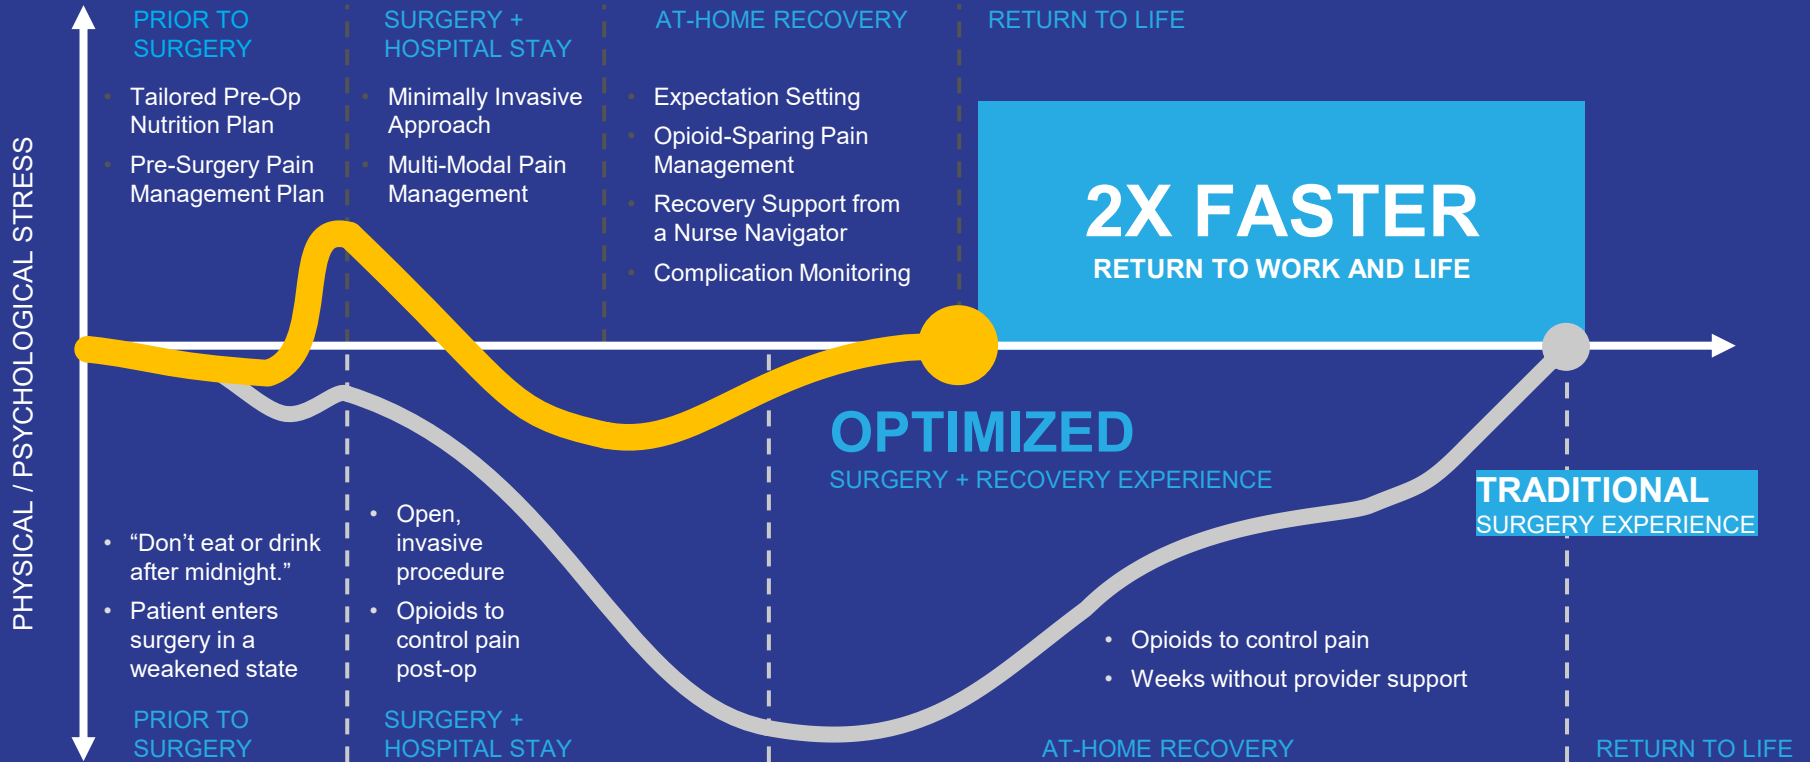 PHYSICAL / PSYCHOLOGICAL STRESS
PRIOR TO
SURGERY
• Tailored Pre-Op
Nutrition Plan
• Pre-Surgery Pain
Management Plan
SURGERY +
HOSPITAL STAY
• Minimally Invasive
Approach
• Multi-Modal Pain
Management
AT-HOME RECOVERY
• Expectation Setting
• Opioid-Sparing Pain
Management
• Recovery Support from
a Nurse Navigator
• Complication Monitoring
RETURN TO LIFE
2X FASTER
RETURN TO WORK AND LIFE
OPTIMIZED
SURGERY + RECOVERY EXPERIENCE
TRADITIONAL
SURGERY EXPERIENCE
• “Don’t eat or drink
after midnight.”
• Patient enters
surgery in a
weakened state
PRIOR TO
SURGERY
• Open,
invasive
procedure
• Opioids to
control pain
post-op
SURGERY +
HOSPITAL STAY
• Opioids to control pain
• Weeks without provider support
AT-HOME RECOVERY
RETURN TO LIFE